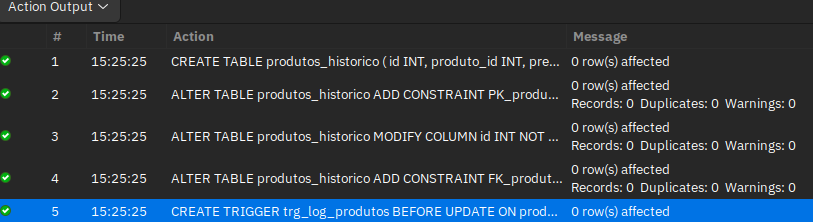 Action Output
# Time Action Message
1 15:25:25 CREATE TABLE produtos_historico ( id INT, produto_id INT, pre... 0 row(s) affected
2 15:25:25 ALTER TABLE produtos_historico ADD CONSTRAINT PK_produ... 0 row(s) affected
Records: 0 Duplicates: 0 Warnings: 0
3 15:25:25 ALTER TABLE produtos_historico MODIFY COLUMN id INT NOT ... 0 row(s) affected
Records: 0 Duplicates: 0 Warnings: 0
4 15:25:25 ALTER TABLE produtos_historico ADD CONSTRAINT FK_produt... 0 row(s) affected
Records: 0 Duplicates: 0 Warnings: 0
5 15:25:25 CREATE TRIGGER trg_log_produtos BEFORE UPDATE ON prod... 0 row(s) affected